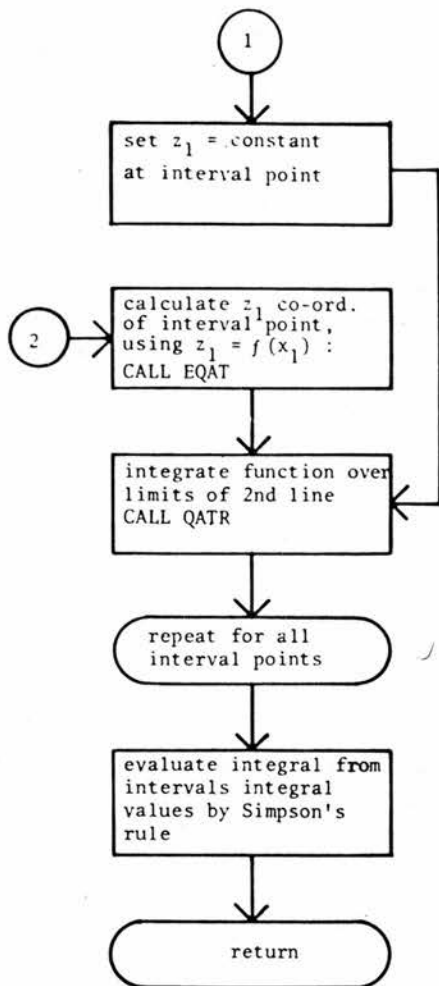 1
set z₁ = constant
at interval point
calculate z₁ co-ord.
of interval point,
using z₁ = f (x₁) :
CALL EQAT
2
integrate function over
limits of 2nd line
CALL QATR
repeat for all
interval points
evaluate integral from
intervals integral
values by Simpson's
rule
return